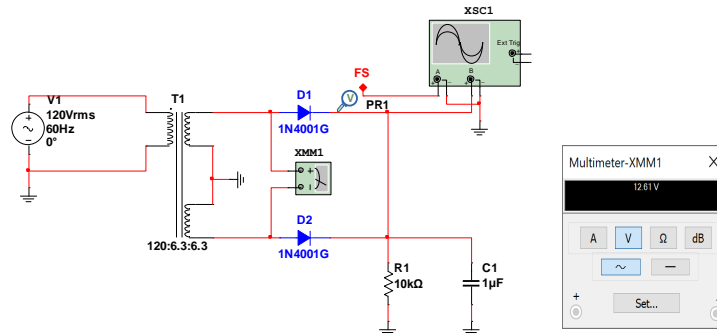 XSC1
Ext Trig
+
A
B
FS
V
PR1
D1
1N4001G
V1
120Vrms
60Hz
0°
T1
XMM1
D2
1N4001G
120:6.3:6.3
R1
10kΩ
C1
1µF
Multimeter-XMM1 X
12.61 V
A V Ω dB
~ —
+
Set...